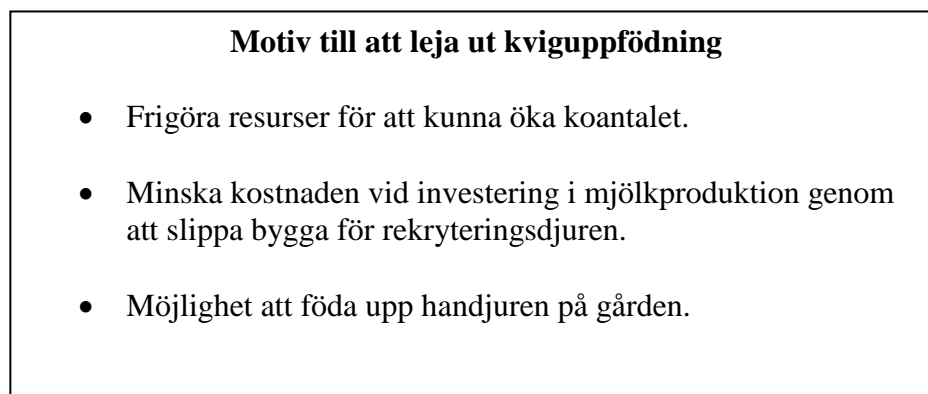 Motiv till att leja ut kviguppfödning
• Frigöra resurser för att kunna öka koantalet.
• Minska kostnaden vid investering i mjölkproduktion genom
att slippa bygga för rekryteringsdjuren.
• Möjlighet att föda upp handjuren på gården.